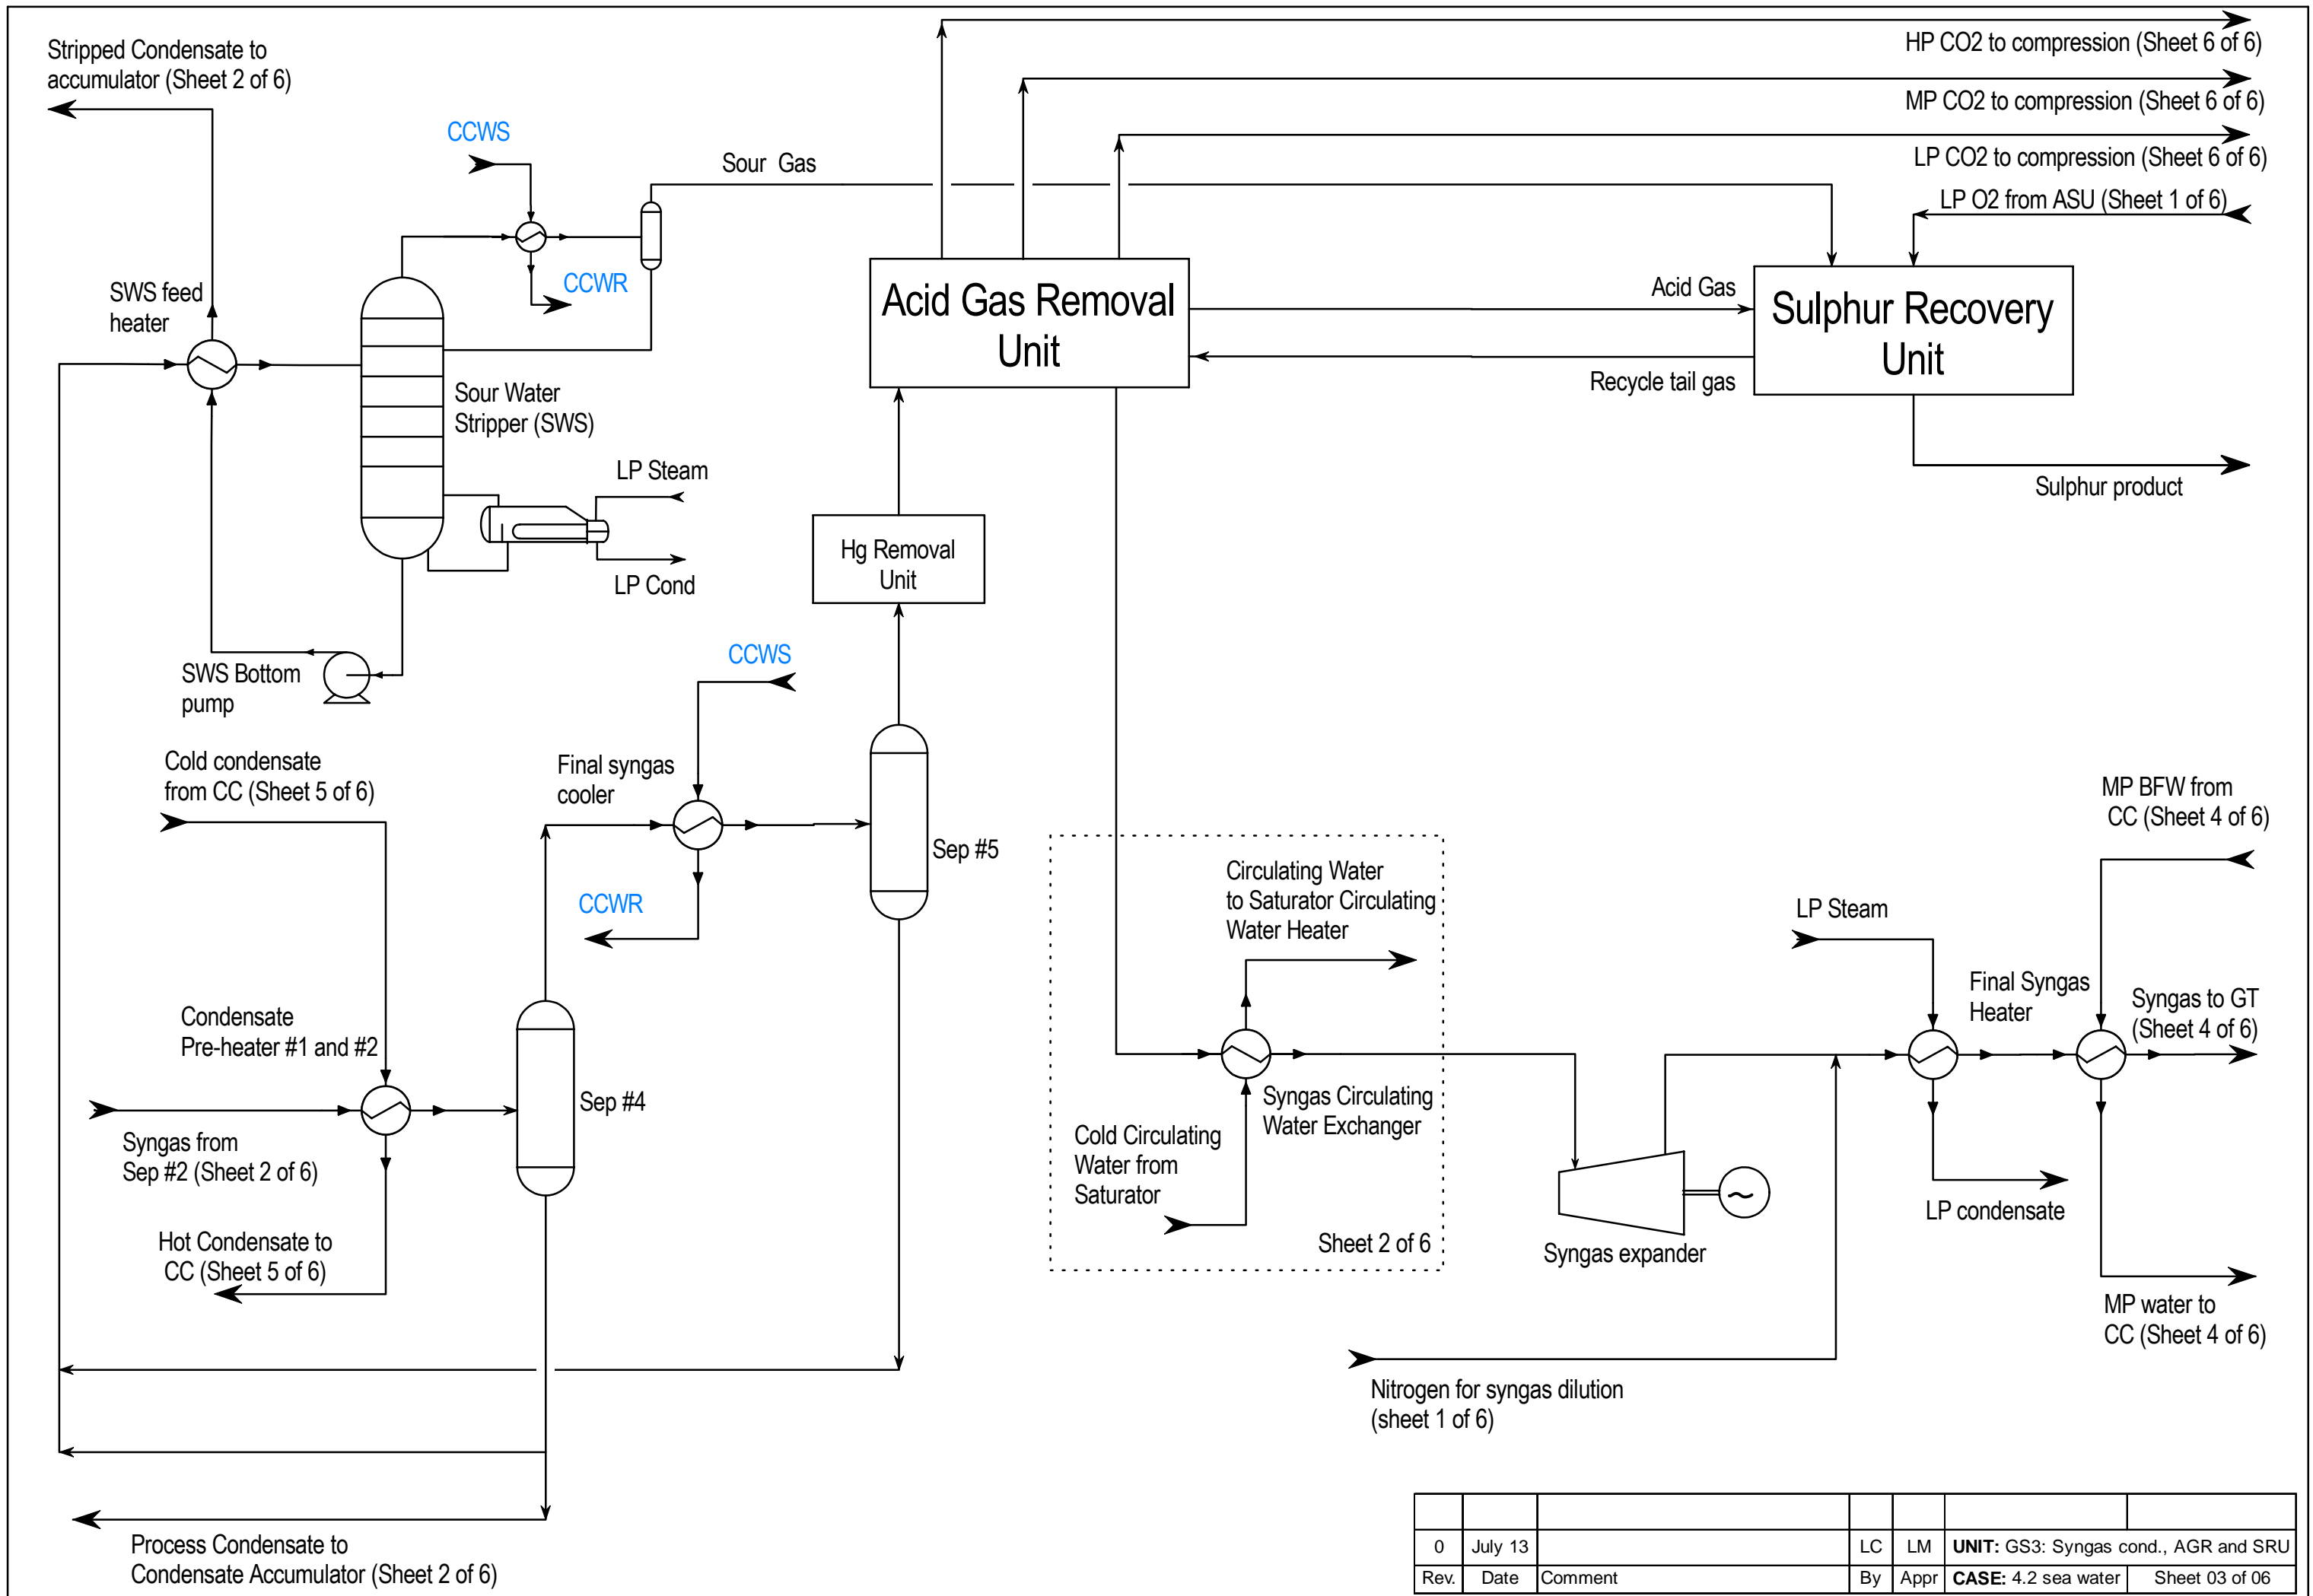 HP CO2 to compression (Sheet 6 of 6)
Stripped Condensate to
accumulator (Sheet 2 of 6)
MP CO2 to compression (Sheet 6 of 6)
CCWS
Sour  Gas
LP CO2 to compression (Sheet 6 of 6)
LP O2 from ASU (Sheet 1 of 6)
CCWR
SWS feed
heater
Acid Gas Removal
Unit
Acid Gas
Sulphur Recovery
Unit
Recycle tail gas
Sour Water
Stripper (SWS)
LP Steam
LP Cond
Sulphur product
Hg Removal
Unit
SWS Bottom
pump
CCWS
Cold condensate
from CC (Sheet 5 of 6)
Final syngas
cooler
Sep #5
CCWR
MP BFW from
CC (Sheet 4 of 6)
Circulating Water
to Saturator Circulating
Water Heater
LP Steam
Final Syngas
Heater
Syngas to GT
(Sheet 4 of 6)
Condensate
Pre-heater #1 and #2
Sep #4
Syngas from
Sep #2 (Sheet 2 of 6)
Syngas Circulating
Water Exchanger
Cold Circulating
Water from
Saturator
Sheet 2 of 6
Syngas expander
LP condensate
Hot Condensate to
CC (Sheet 5 of 6)
MP water to
CC (Sheet 4 of 6)
Nitrogen for syngas dilution
(sheet 1 of 6)
Process Condensate to
Condensate Accumulator (Sheet 2 of 6)
0 July 13 LC LM UNIT: GS3: Syngas cond., AGR and SRU
Rev. Date Comment By Appr CASE: 4.2 sea water Sheet 03 of 06